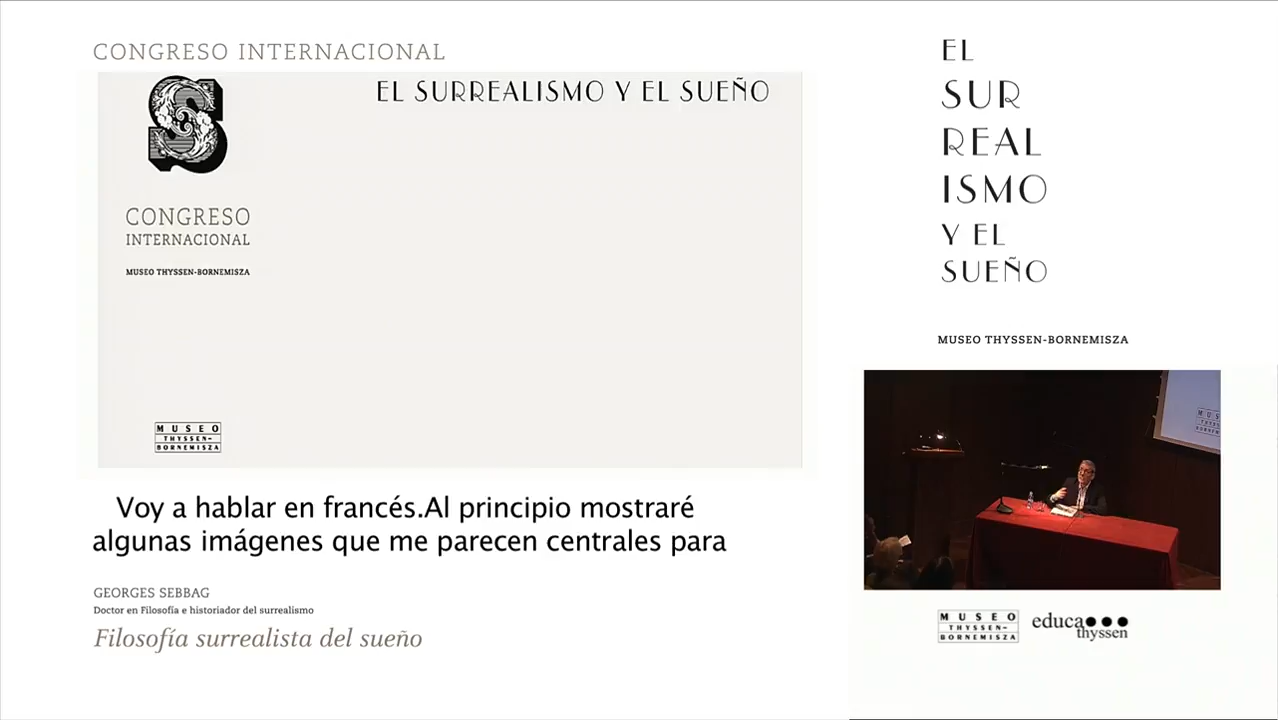 CONGRESO INTERNACIONAL
EL SURREALISMO Y EL SUEÑO
S
CONGRESO
INTERNACIONAL
MUSEO THYSSEN-BORNEMISZA
MUSEO
THYSSEN-
BORNEMISZA
Voy a hablar en francés.Al principio mostraré
algunas imágenes que me parecen centrales para
GEORGES SEBBAG
Doctor en Filosofía e historiador del surrealismo
Filosofía surrealista del sueño
EL
SUR
REAL
ISMO
Y EL
SUEÑO
MUSEO THYSSEN-BORNEMISZA
MUSEO
THYSSEN-
BORNEMISZA
educa
thyssen